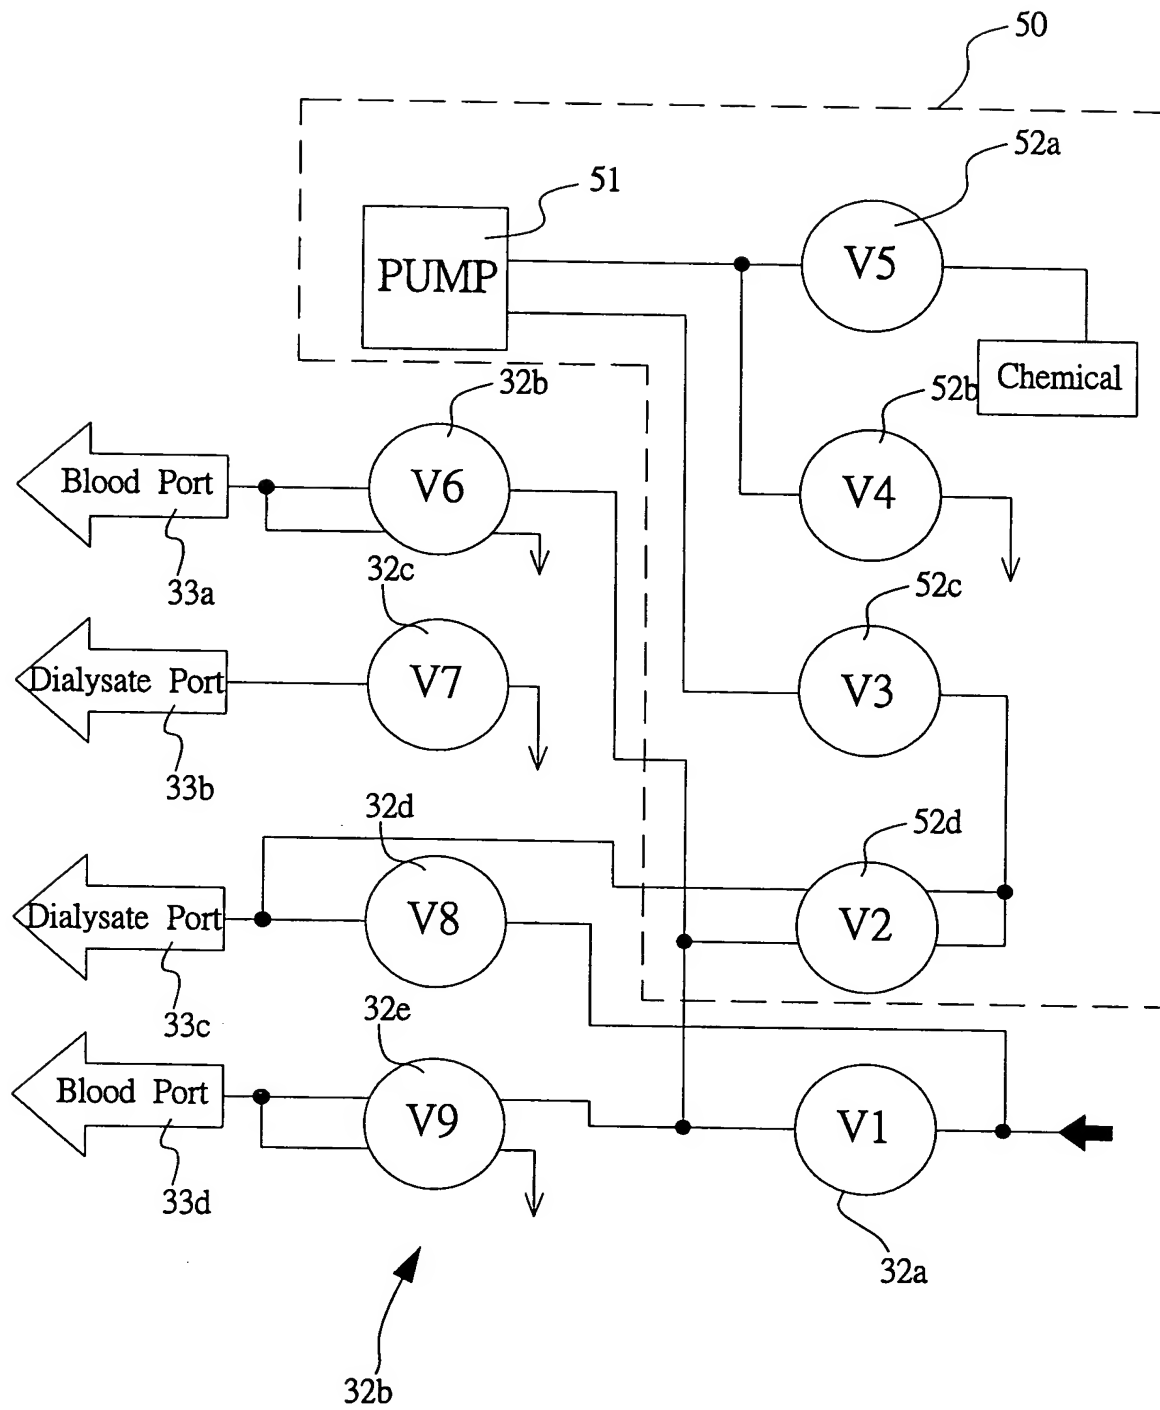 50
52a
51
V5
PUMP
Chemical
32b
52b
Blood Port
V6
V4
33a
32c
52c
Dialysate Port
V7
V3
33b
32d
52d
Dialysate Port
V8
V2
33c
32e
Blood Port
V9
V1
33d
32a
32b